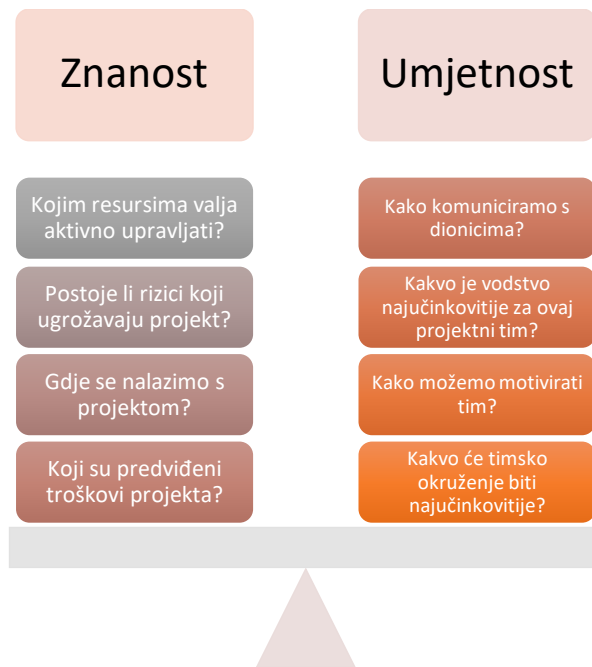 Znanost
Kojim resursima valja
aktivno upravljati?
Postoje li rizici koji
ugrožavaju projekt?
Gdje se nalazimo s
projektom?
Koji su predviđeni
troškovi projekta?
Umjetnost
Kako komuniciramo s
dionicima?
Kakvo je vodstvo
najučinkovitije za ovaj
projektni tim?
Kako možemo motivirati
tim?
Kakvo će timsko
okruženje biti
najučinkovitije?